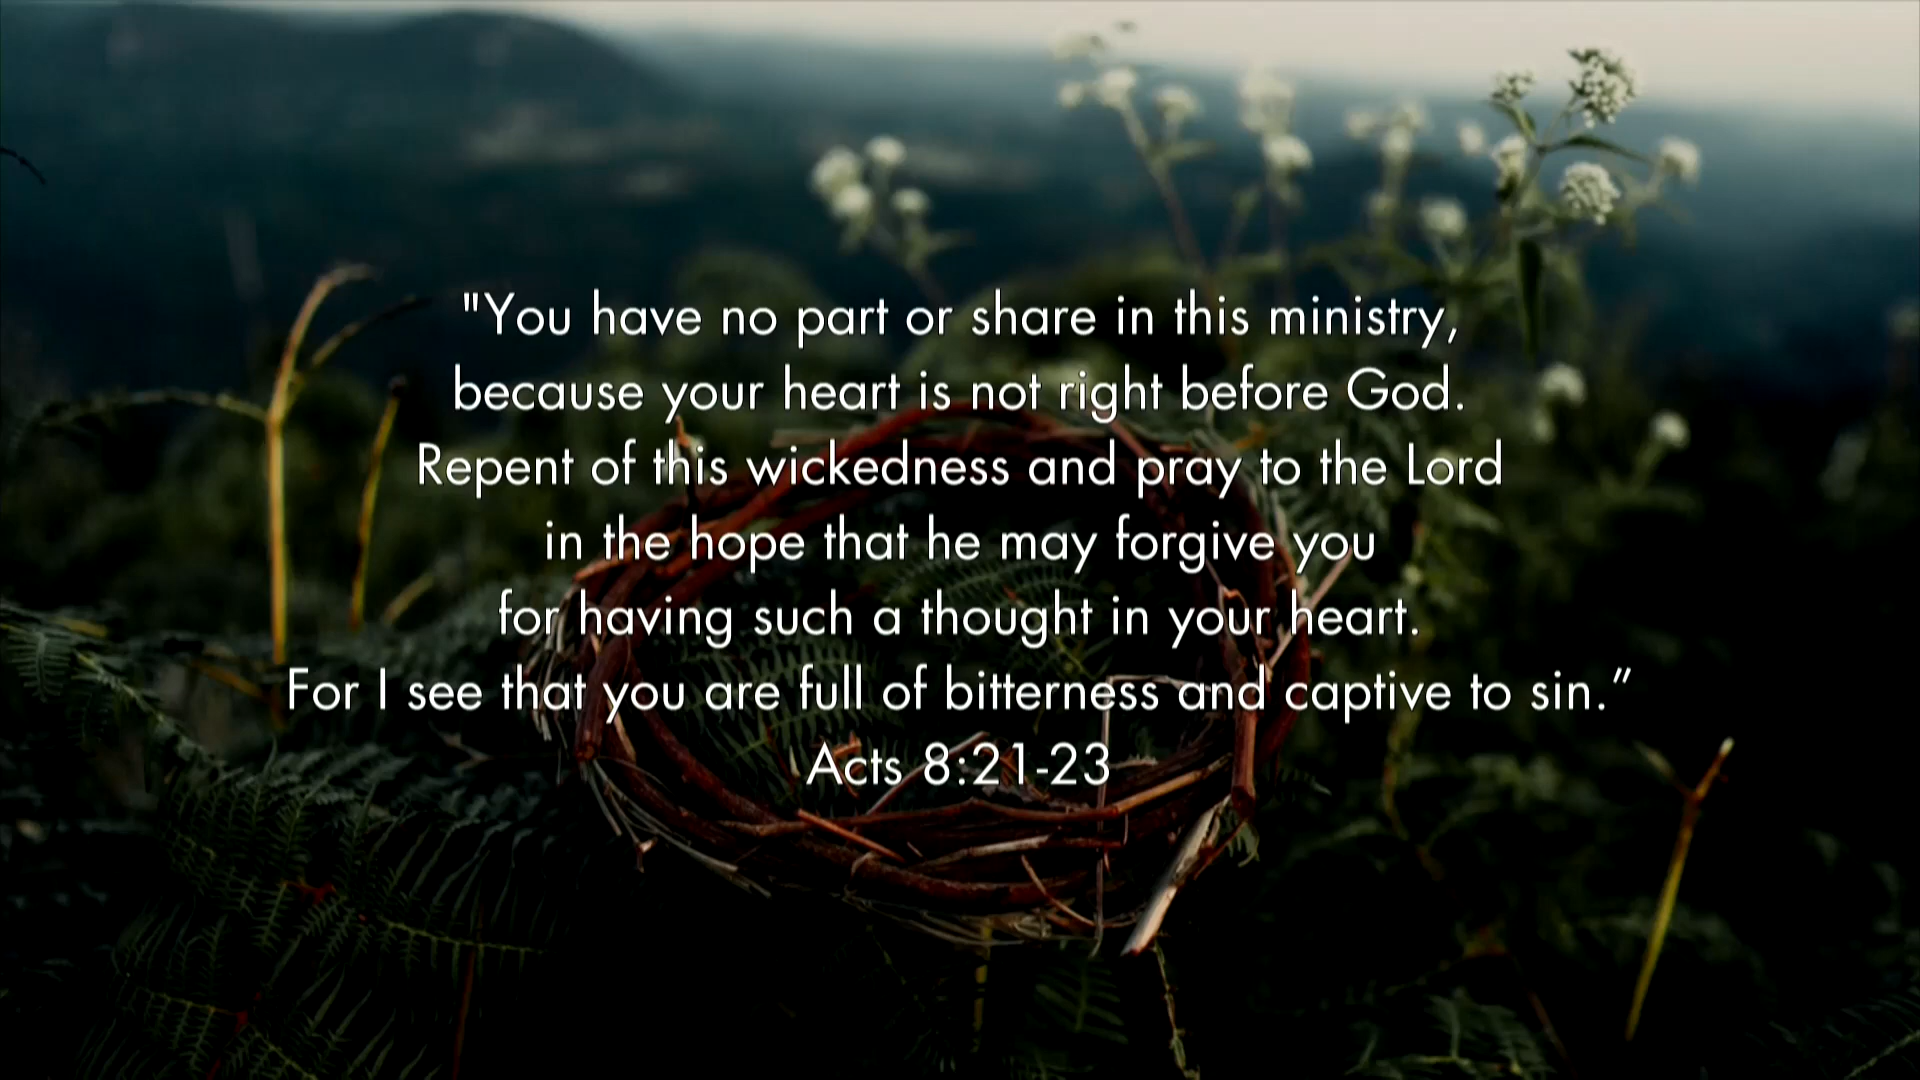 "You have no part or share in this ministry,
because your heart is not right before God.
Repent of this wickedness and pray to the Lord
in the hope that he may forgive you
for having such a thought in your heart.
For I see that you are full of bitterness and captive to sin.”
Acts 8:21-23